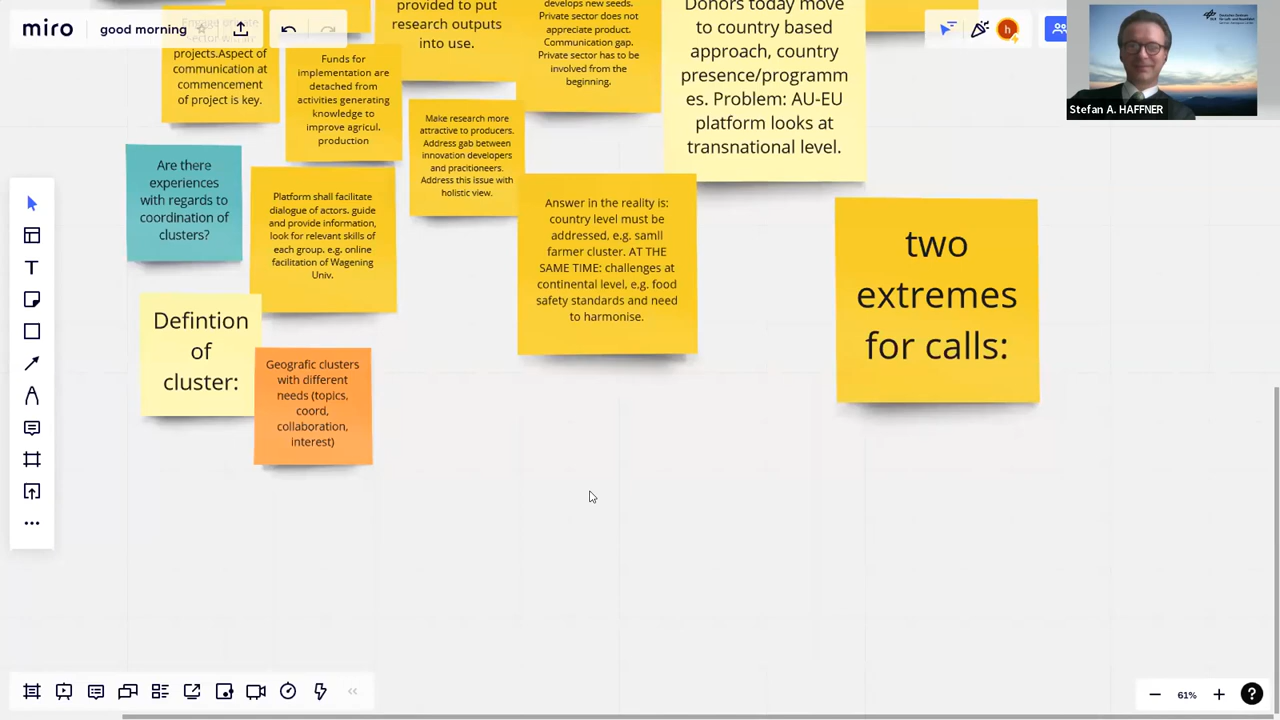 miro
good morning
Engage private
projects.Aspect of
communication at
commencement
of project is key.
Funds for
implementation are
detached from
activities generating
knowledge to
improve agricul.
production
provided to put
research outputs
into use.
develops new seeds.
Private sector does not
appreciate product.
Communication gap.
Private sector has to be
involved from the
beginning.
Donors today move
to country based
approach, country
presence/programm
es. Problem: AU-EU
platform looks at
transnational level.
h
Stefan A. HAFFNER
Make research more
attractive to producers.
Address gab between
innovation developers
and pracitioneers.
Address this issue with
holistic view.
Are there
experiences
with regards to
coordination of
clusters?
Platform shall facilitate
dialogue of actors. guide
and provide information,
look for relevant skills of
each group. e.g. online
facilitation of Wagening
Univ.
Answer in the reality is:
country level must be
addressed, e.g. samll
farmer cluster. AT THE
SAME TIME: challenges at
continental level, e.g. food
safety standards and need
to harmonise.
two
extremes
for calls:
Defintion
of
cluster:
Geografic clusters
with different
needs (topics,
coord,
collaboration,
interest)
61%
?